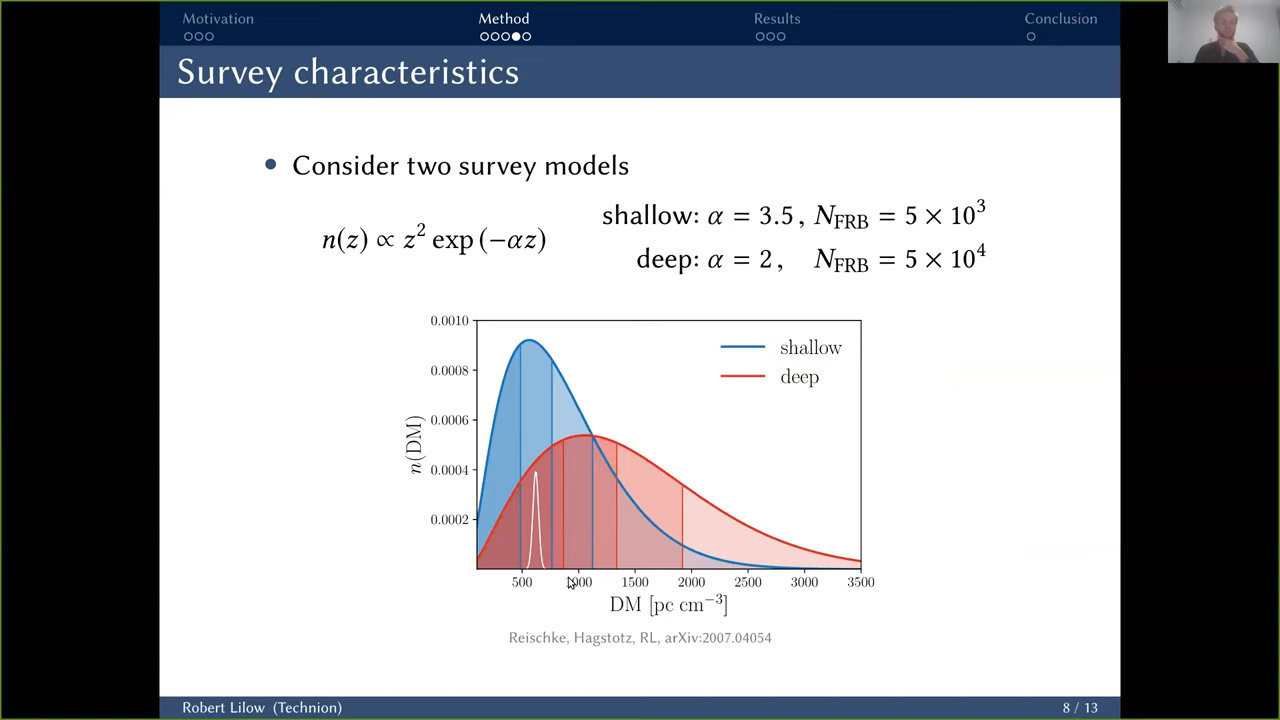 Motivation Method Results Conclusion
Survey characteristics
Consider two survey models
n(z) ∝ z² exp (−αz)
shallow: α = 3.5 , N_FRB = 5 × 10³
deep: α = 2 , N_FRB = 5 × 10⁴
0.0010
0.0008
0.0006
0.0004
0.0002
n(DM)
shallow
deep
500 1000 1500 2000 2500 3000 3500
DM [pc cm⁻³]
Reischke, Hagstotz, RL, arXiv:2007.04054
Robert Lilow (Technion) 8 / 13